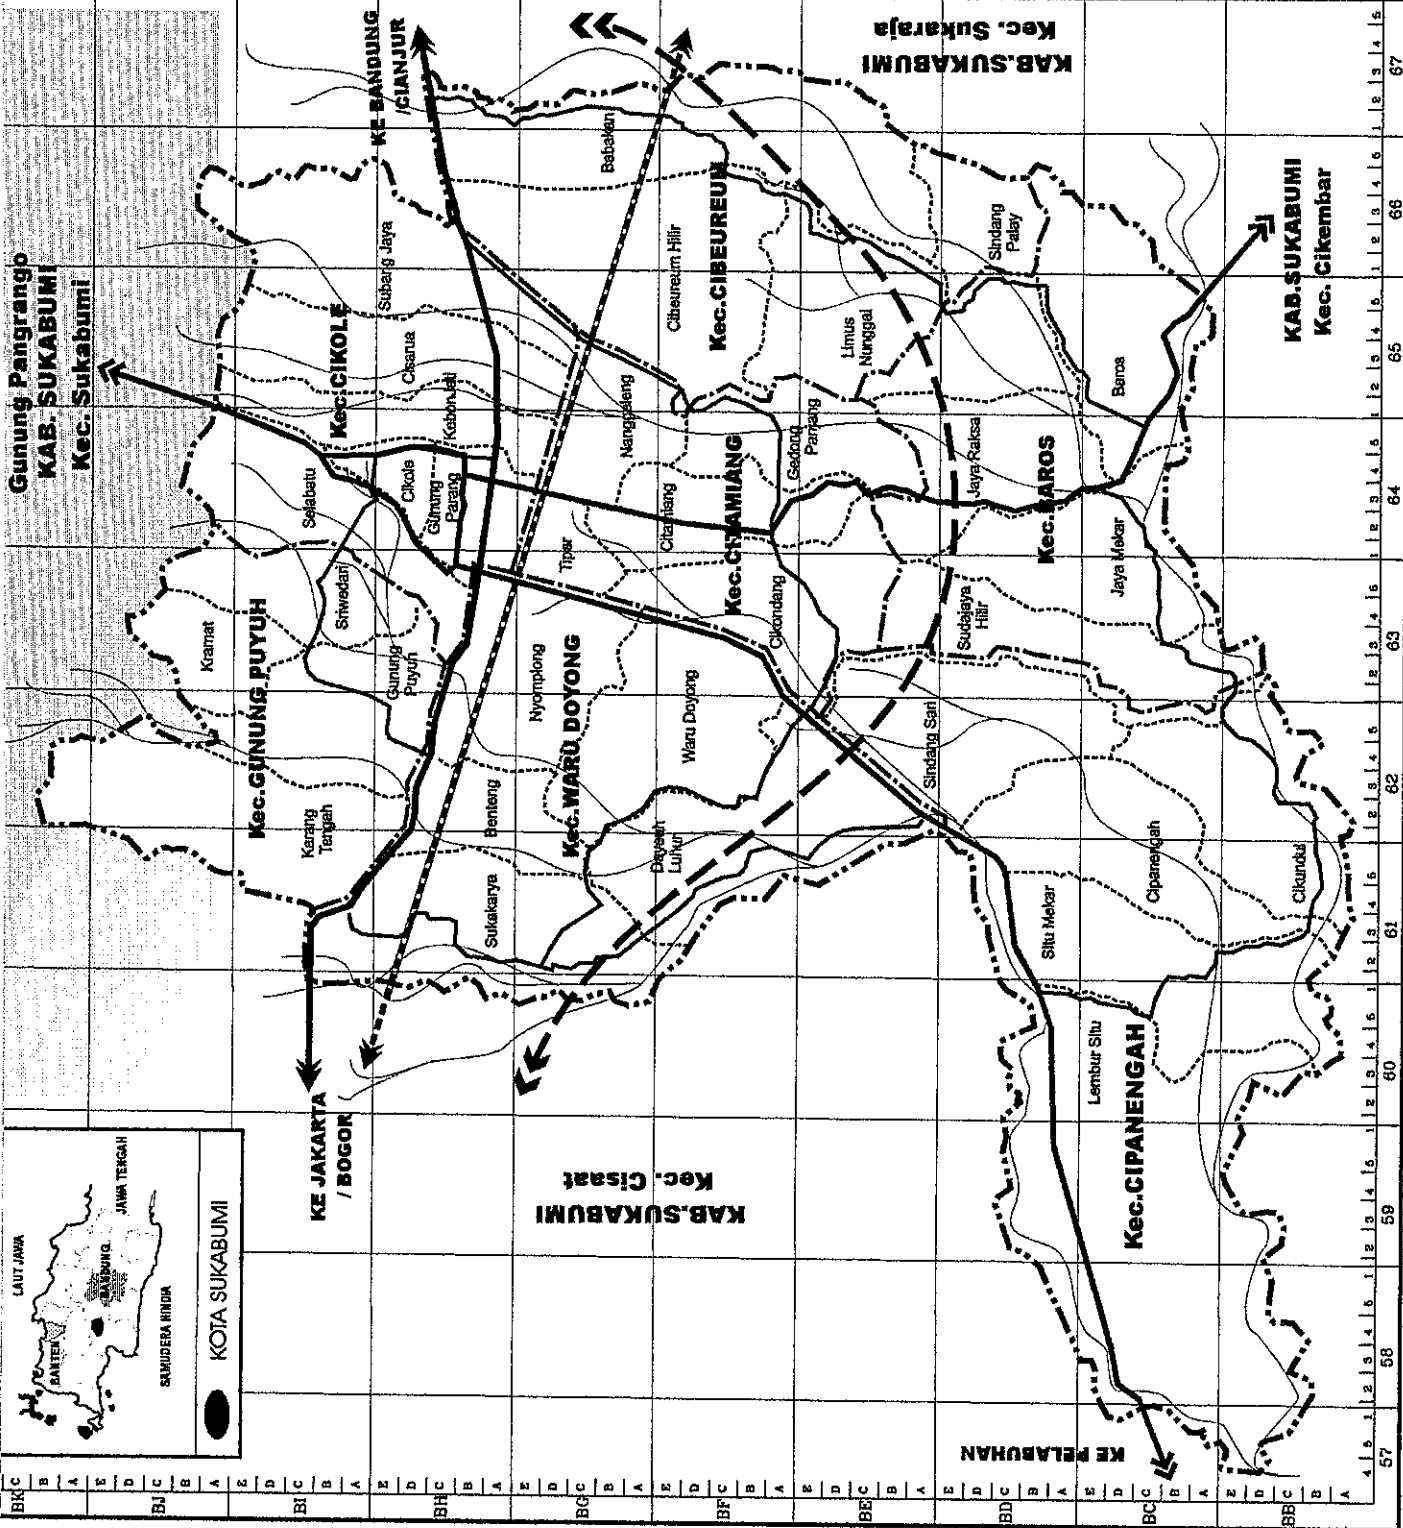 Gunung Pangrango
KAB. SUKABUMI
Kec. Sukabumi
KE BANDUNG
/CIANJUR
KAB.SUKABUMI
Kec. Sukaraja
KAB.SUKABUMI
Kec. Cikembar
KE JAKARTA
/ BOGOR
KAB.SUKABUMI
Kec. Cisaat
KE PELABUHAN
Kec.CIKOLE
Subang Jaya
Cisarua
Kebonjati
Selabatu
Cikole
Gunung
Parang
Kec.GUNUNG PUYUH
Kramat
Sriwedari
Gunung
Puyuh
Karang
Tengah
Kec.WARU DOYONG
Benteng
Nyomplong
Sukakarya
Dayeuh
Luhur
Waru Doyong
Kec.CITAMIANG
Nanggeleng
Citamiang
Tipar
Gedong
Panjang
Cikondang
Kec.CIBEUREUM
Babakan
Cibeureum Hilir
Limus
Nunggal
Sindang
Palay
Kec.BAROS
Baros
Jaya Raksa
Jaya Mekar
Sudajaya
Hilir
Kec.CIPANENGAH
Sindang Sari
Cipanengah
Cikundul
Situ Mekar
Lembur Situ
LAUT JAWA
JAWA TENGAH
BANTEN
BANDUNG
SAMUDERA HINDIA
KOTA SUKABUMI
BK C B A
BJ E D C B A
BI E D C B A
BH E D C B A
BG E D C B A
BF E D C B A
BE E D C B A
BD E D C B A
BC E D C B A
BB E D C B A
57 58 59 60 61 62 63 64 65 66 67